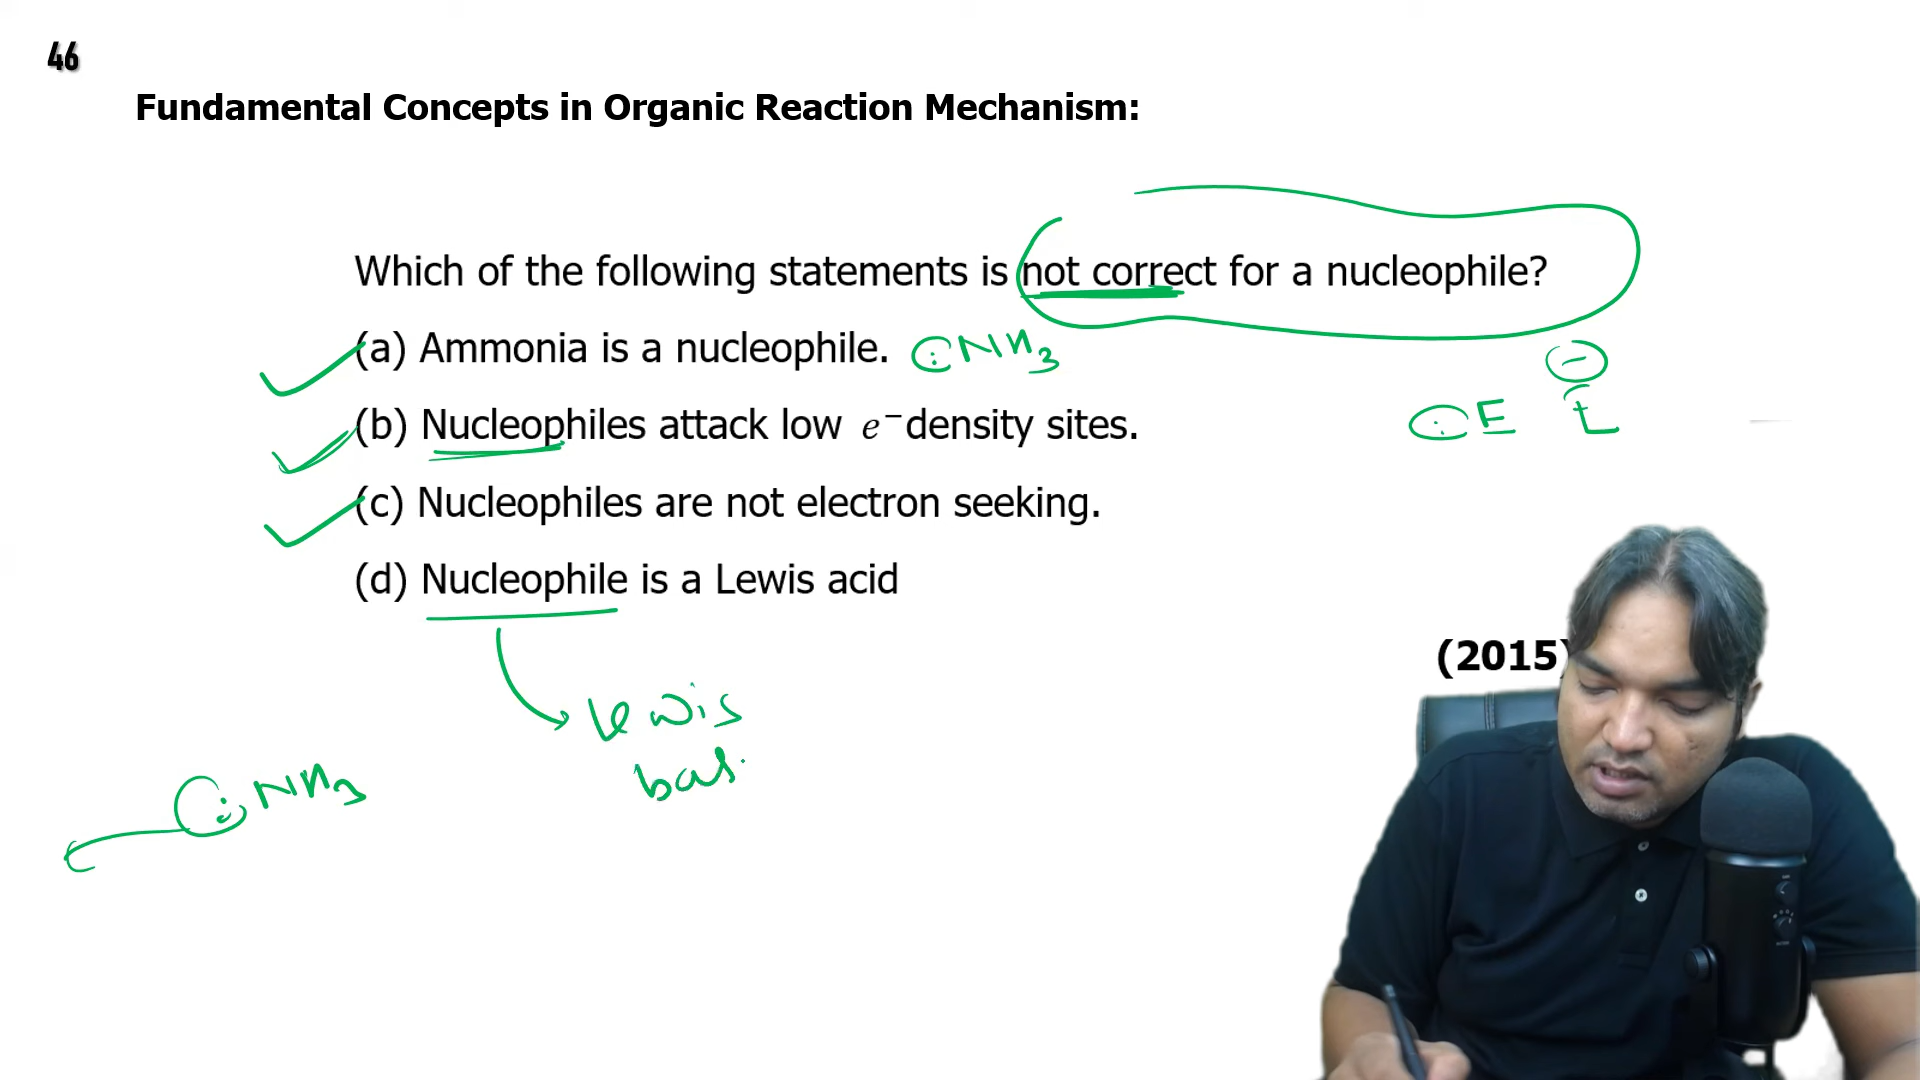 46
Fundamental Concepts in Organic Reaction Mechanism:
Which of the following statements is not correct for a nucleophile?
(a) Ammonia is a nucleophile. :NH3
(b) Nucleophiles attack low e⁻density sites.
(c) Nucleophiles are not electron seeking.
(d) Nucleophile is a Lewis acid
(2015)
Lewis
:NH3